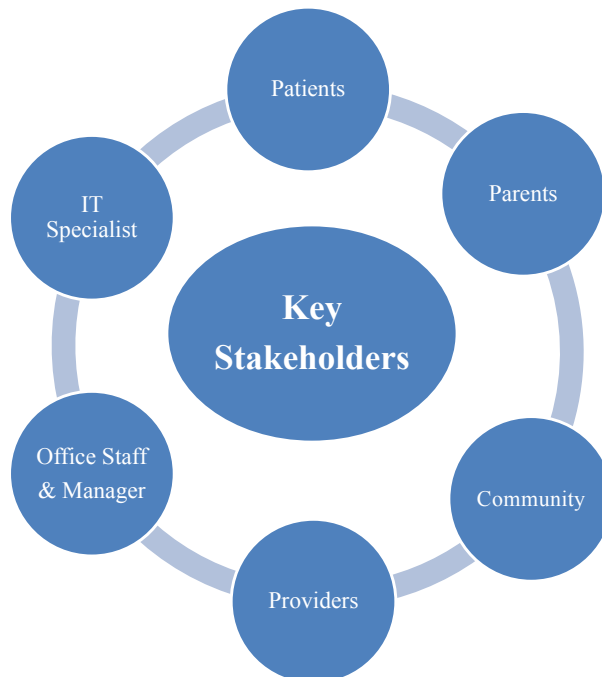 Patients
Parents
IT
Specialist
Key
Stakeholders
Office Staff
& Manager
Community
Providers